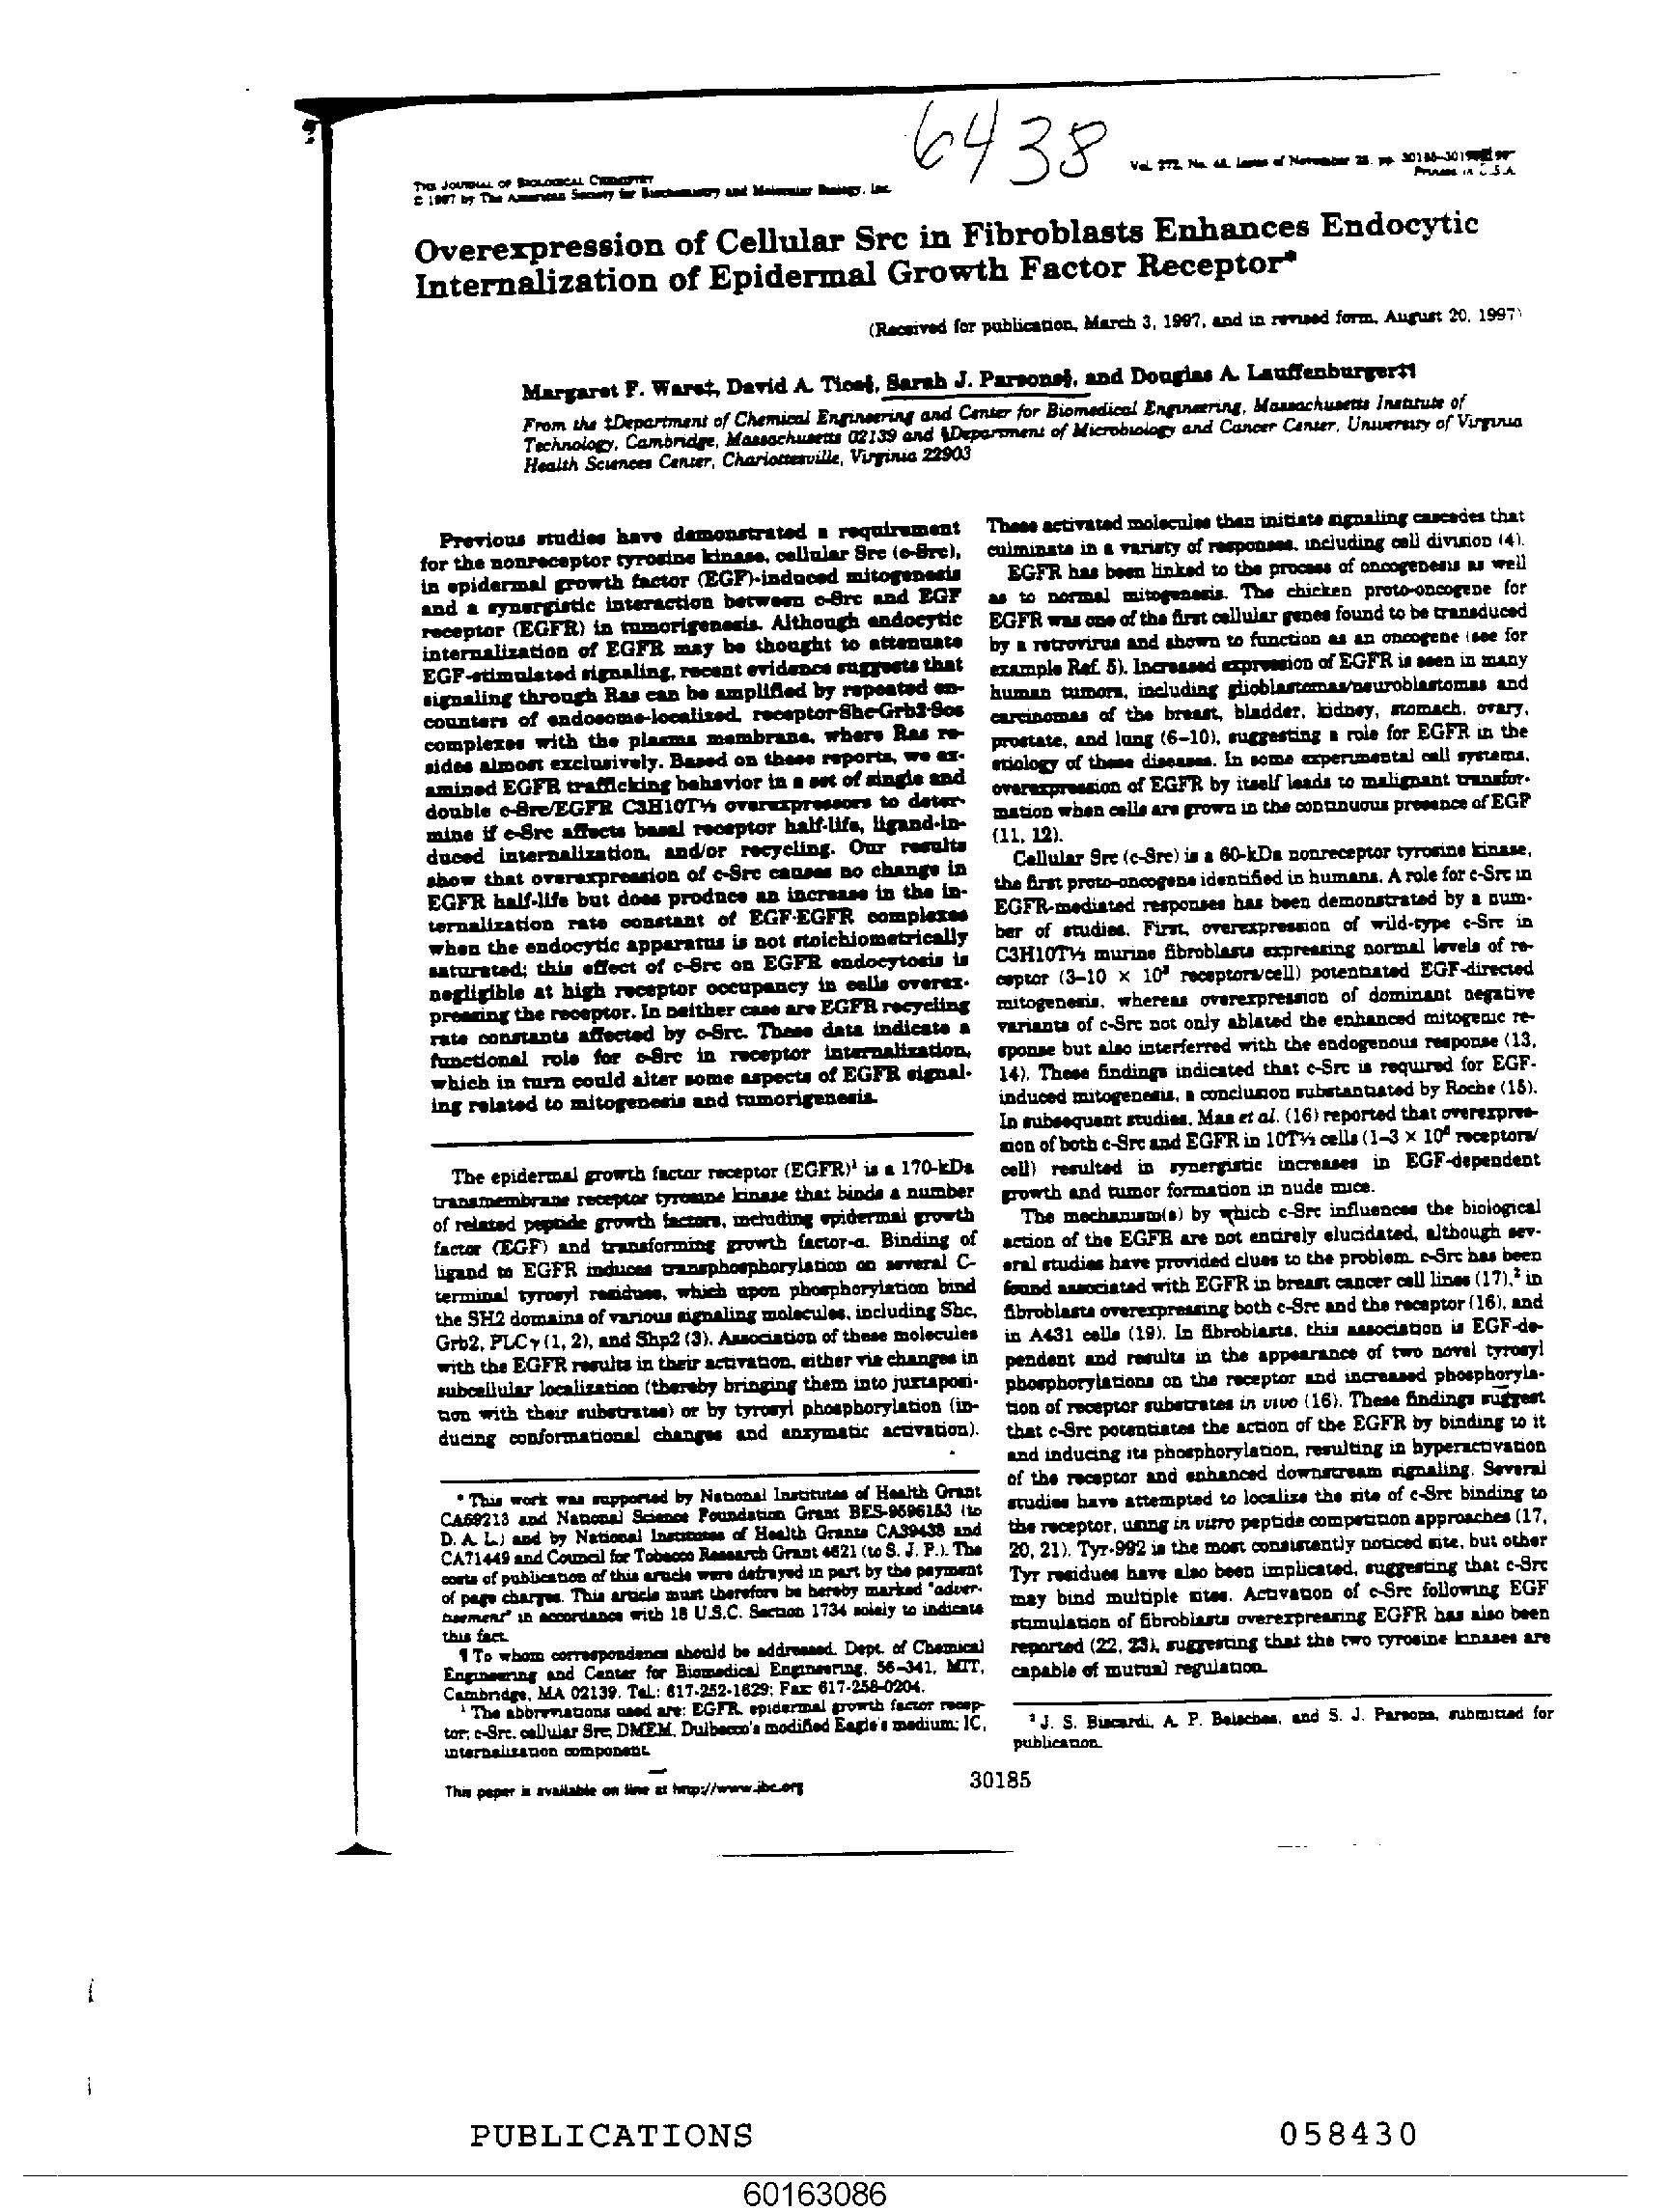 6438
THE JOURNAL OF BIOLOGICAL CHEMISTRY
© 1997 by The American Society for Biochemistry and Molecular Biology, Inc.
Vol. 272, No. 48, Issue of November 28, pp.
Printed in U.S.A.
Overexpression of Cellular Src in Fibroblasts Enhances Endocytic
Internalization of Epidermal Growth Factor Receptor*
(Received for publication, March 3, 1997, and in revised form, August 20, 1997)
Margaret F. Ware‡, David A. Tice§, Sarah J. Parsons§, and Douglas A. Lauffenburger‡¶
From the ‡Department of Chemical Engineering and Center for Biomedical Engineering, Massachusetts Institute of
Technology, Cambridge, Massachusetts 02139 and §Department of Microbiology and Cancer Center, University of Virginia
Health Sciences Center, Charlottesville, Virginia 22903
Previous studies have demonstrated a requirement
for the nonreceptor tyrosine kinase, cellular Src (c-Src),
in epidermal growth factor (EGF)-induced mitogenesis
and a synergistic interaction between c-Src and EGF
receptor (EGFR) in tumorigenesis. Although endocytic
internalization of EGFR may be thought to attenuate
EGF-stimulated signaling, recent evidence suggests that
signaling through Ras can be amplified by repeated en-
counters of endosome-localized, receptor·Shc·Grb2·Sos
complexes with the plasma membrane, where Ras re-
sides almost exclusively. Based on these reports, we ex-
amined EGFR trafficking behavior in a set of single and
double c-Src/EGFR C3H10T½ overexpressors to deter-
mine if c-Src affects basal receptor half-life, ligand-in-
duced internalization, and/or recycling. Our results
show that overexpression of c-Src causes no change in
EGFR half-life but does produce an increase in the in-
ternalization rate constant of EGF·EGFR complexes
when the endocytic apparatus is not stoichiometrically
saturated; this effect of c-Src on EGFR endocytosis is
negligible at high receptor occupancy in cells overex-
pressing the receptor. In neither case are EGFR recycling
rate constants affected by c-Src. These data indicate a
functional role for c-Src in receptor internalization,
which in turn could alter some aspects of EGFR signal-
ing related to mitogenesis and tumorigenesis.
The epidermal growth factor receptor (EGFR)¹ is a 170-kDa
transmembrane receptor tyrosine kinase that binds a number
of related peptide growth factors, including epidermal growth
factor (EGF) and transforming growth factor-α. Binding of
ligand to EGFR induces transphosphorylation on several C-
terminal tyrosyl residues, which upon phosphorylation bind
the SH2 domains of various signaling molecules, including Shc,
Grb2, PLCγ (1, 2), and Shp2 (3). Association of these molecules
with the EGFR results in their activation, either via changes in
subcellular localization (thereby bringing them into juxtaposi-
tion with their substrates) or by tyrosyl phosphorylation (in-
ducing conformational changes and enzymatic activation).
* This work was supported by National Institutes of Health Grant
CA69213 and National Science Foundation Grant BES-9596153 (to
D. A. L.) and by National Institutes of Health Grants CA39438 and
CA71449 and Council for Tobacco Research Grant 4621 (to S. J. P.). The
costs of publication of this article were defrayed in part by the payment
of page charges. This article must therefore be hereby marked "adver-
tisement" in accordance with 18 U.S.C. Section 1734 solely to indicate
this fact.
¶ To whom correspondence should be addressed. Dept. of Chemical
Engineering and Center for Biomedical Engineering, 56-341, MIT,
Cambridge, MA 02139. Tel.: 617-252-1629; Fax: 617-258-0204.
¹ The abbreviations used are: EGFR, epidermal growth factor recep-
tor; c-Src, cellular Src; DMEM, Dulbecco's modified Eagle's medium; IC,
internalization component.
This paper is available on line at http://www.jbc.org
These activated molecules then initiate signaling cascades that
culminate in a variety of responses, including cell division (4).
EGFR has been linked to the process of oncogenesis as well
as to normal mitogenesis. The chicken proto-oncogene for
EGFR was one of the first cellular genes found to be transduced
by a retrovirus and shown to function as an oncogene (see for
example Ref. 5). Increased expression of EGFR is seen in many
human tumors, including glioblastomas/neuroblastomas and
carcinomas of the breast, bladder, kidney, stomach, ovary,
prostate, and lung (6–10), suggesting a role for EGFR in the
etiology of these diseases. In some experimental cell systems,
overexpression of EGFR by itself leads to malignant transfor-
mation when cells are grown in the continuous presence of EGF
(11, 12).
Cellular Src (c-Src) is a 60-kDa nonreceptor tyrosine kinase,
the first proto-oncogene identified in humans. A role for c-Src in
EGFR-mediated responses has been demonstrated by a num-
ber of studies. First, overexpression of wild-type c-Src in
C3H10T½ murine fibroblasts expressing normal levels of re-
ceptor (3–10 × 10³ receptors/cell) potentiated EGF-directed
mitogenesis, whereas overexpression of dominant negative
variants of c-Src not only ablated the enhanced mitogenic re-
sponse but also interferred with the endogenous response (13,
14). These findings indicated that c-Src is required for EGF-
induced mitogenesis, a conclusion substantiated by Roche (15).
In subsequent studies, Maa et al. (16) reported that overexpres-
sion of both c-Src and EGFR in 10T½ cells (1–3 × 10⁶ receptors/
cell) resulted in synergistic increases in EGF-dependent
growth and tumor formation in nude mice.
The mechanism(s) by which c-Src influences the biological
action of the EGFR are not entirely elucidated, although sev-
eral studies have provided clues to the problem. c-Src has been
found associated with EGFR in breast cancer cell lines (17),² in
fibroblasts overexpressing both c-Src and the receptor (16), and
in A431 cells (19). In fibroblasts, this association is EGF-de-
pendent and results in the appearance of two novel tyrosyl
phosphorylations on the receptor and increased phosphoryla-
tion of receptor substrates in vivo (16). These findings suggest
that c-Src potentiates the action of the EGFR by binding to it
and inducing its phosphorylation, resulting in hyperactivation
of the receptor and enhanced downstream signaling. Several
studies have attempted to localize the site of c-Src binding to
the receptor, using in vitro peptide competition approaches (17,
20, 21). Tyr-992 is the most consistently noticed site, but other
Tyr residues have also been implicated, suggesting that c-Src
may bind multiple sites. Activation of c-Src following EGF
stimulation of fibroblasts overexpressing EGFR has also been
reported (22, 23), suggesting that the two tyrosine kinases are
capable of mutual regulation.
² J. S. Biscardi, A. P. Belsches, and S. J. Parsons, submitted for
publication.
30185
PUBLICATIONS
058430
60163086